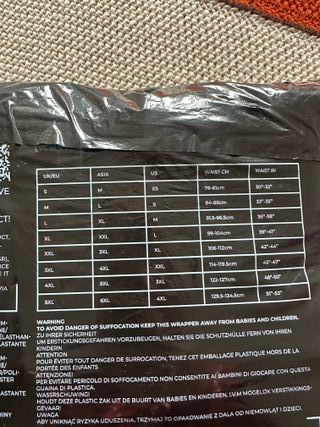 UK/EU ASIA US WAIST CM WAIST IN
S M XS 76-81cm 30"-32"
M L S 84-89cm 33"-35"
L XL M 91.5-96.5cm 36"-38"
XL XXL L 99-104cm 39"-41"
XXL 3XL XL 106-112cm 42"-44"
3XL 4XL XXL 114-119.5cm 45"-47"
4XL 5XL 3XL 122-127cm 48"-50"
5XL 6XL 4XL 129.5-134.5cm 51"-53"
WARNING
TO AVOID DANGER OF SUFFOCATION KEEP THIS WRAPPER AWAY FROM BABIES AND CHILDREN.
UM ERSTICKUNGSGEFAHREN VORZUBEUGEN, HALTEN SIE DIE SCHUTZHÜLLE FERN VON IHREN
KINDERN
ATTENTION
POUR ÉVITER TOUT DANGER DE SURROCATION, TENEZ CET EMBALLAGE PLASTIQUE HORS DE LA
PORTÉE DES ENFANTS
ATTENZIONE!
PER EVITARE PERICOLO DI SOFFOCAMENTO NON CONSENTITE AI BAMBINI DI GIOCARE CON QUESTA
GUAINA DI PLASTICA.
WASSRSCHUWING!
HOUDT DEZE PLASTIC ZAK UIT DE BUURT VAN BABIES EN KINDEREN. I.V.M MOGELIJK VERSTIKKINGS-
GEVAAR!
UWAGA
ABY UNIKNĄĆ RYZYKA UDUSZENIA, TRZYMAJ TO OPAKOWANIE Z DALA OD NIEMOWLĄT I DZIECI